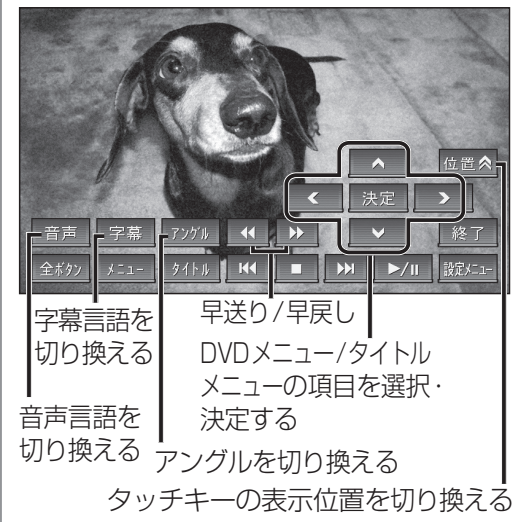 位置
決定
音声 字幕 アングル 終了
全ボタン メニュー タイトル 設定メニュー
字幕言語を
切り換える
早送り/早戻し
DVDメニュー/タイトル
メニューの項目を選択・
決定する
音声言語を
切り換える
アングルを切り換える
タッチキーの表示位置を切り換える